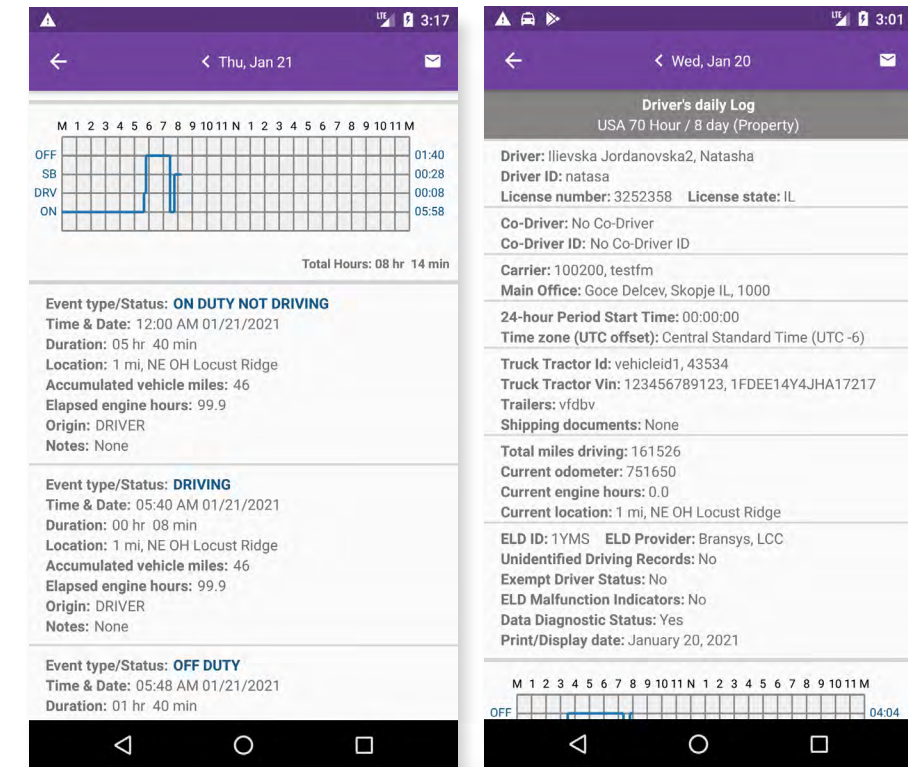 LTE 3:17
Thu, Jan 21
M 1 2 3 4 5 6 7 8 9 10 11 N 1 2 3 4 5 6 7 8 9 10 11 M
OFF 01:40
SB 00:28
DRV 00:08
ON 05:58
Total Hours: 08 hr 14 min
Event type/Status: ON DUTY NOT DRIVING
Time & Date: 12:00 AM 01/21/2021
Duration: 05 hr 40 min
Location: 1 mi, NE OH Locust Ridge
Accumulated vehicle miles: 46
Elapsed engine hours: 99.9
Origin: DRIVER
Notes: None
Event type/Status: DRIVING
Time & Date: 05:40 AM 01/21/2021
Duration: 00 hr 08 min
Location: 1 mi, NE OH Locust Ridge
Accumulated vehicle miles: 46
Elapsed engine hours: 99.9
Origin: DRIVER
Notes: None
Event type/Status: OFF DUTY
Time & Date: 05:48 AM 01/21/2021
Duration: 01 hr 40 min
LTE 3:01
Wed, Jan 20
Driver's daily Log
USA 70 Hour / 8 day (Property)
Driver: Ilievska Jordanovska2, Natasha
Driver ID: natasa
License number: 3252358 License state: IL
Co-Driver: No Co-Driver
Co-Driver ID: No Co-Driver ID
Carrier: 100200, testfm
Main Office: Goce Delcev, Skopje IL, 1000
24-hour Period Start Time: 00:00:00
Time zone (UTC offset): Central Standard Time (UTC -6)
Truck Tractor Id: vehicleid1, 43534
Truck Tractor Vin: 123456789123, 1FDEE14Y4JHA17217
Trailers: vfdbv
Shipping documents: None
Total miles driving: 161526
Current odometer: 751650
Current engine hours: 0.0
Current location: 1 mi, NE OH Locust Ridge
ELD ID: 1YMS ELD Provider: Bransys, LCC
Unidentified Driving Records: No
Exempt Driver Status: No
ELD Malfunction Indicators: No
Data Diagnostic Status: Yes
Print/Display date: January 20, 2021
M 1 2 3 4 5 6 7 8 9 10 11 N 1 2 3 4 5 6 7 8 9 10 11 M
OFF 04:04